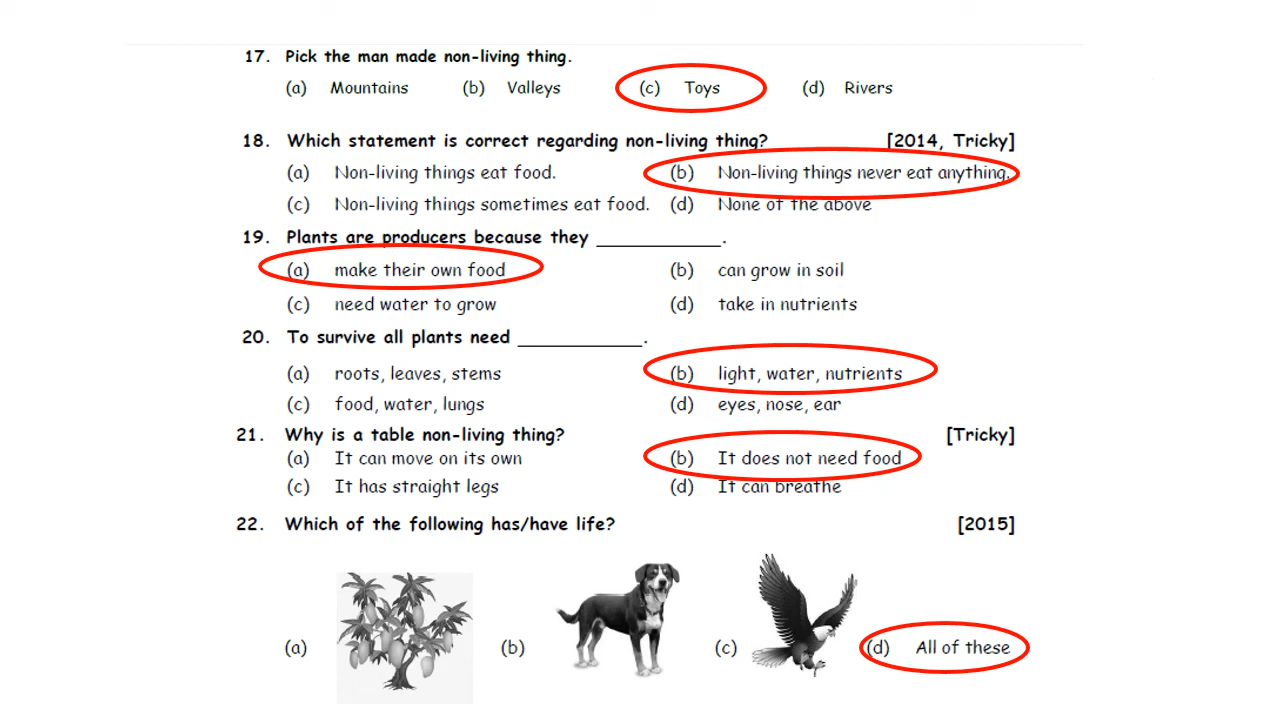 17. Pick the man made non-living thing.
(a) Mountains (b) Valleys (c) Toys (d) Rivers
18. Which statement is correct regarding non-living thing? [2014, Tricky]
(a) Non-living things eat food. (b) Non-living things never eat anything.
(c) Non-living things sometimes eat food. (d) None of the above
19. Plants are producers because they ____________.
(a) make their own food (b) can grow in soil
(c) need water to grow (d) take in nutrients
20. To survive all plants need ____________.
(a) roots, leaves, stems (b) light, water, nutrients
(c) food, water, lungs (d) eyes, nose, ear
21. Why is a table non-living thing? [Tricky]
(a) It can move on its own (b) It does not need food
(c) It has straight legs (d) It can breathe
22. Which of the following has/have life? [2015]
(a) (b) (c) (d) All of these